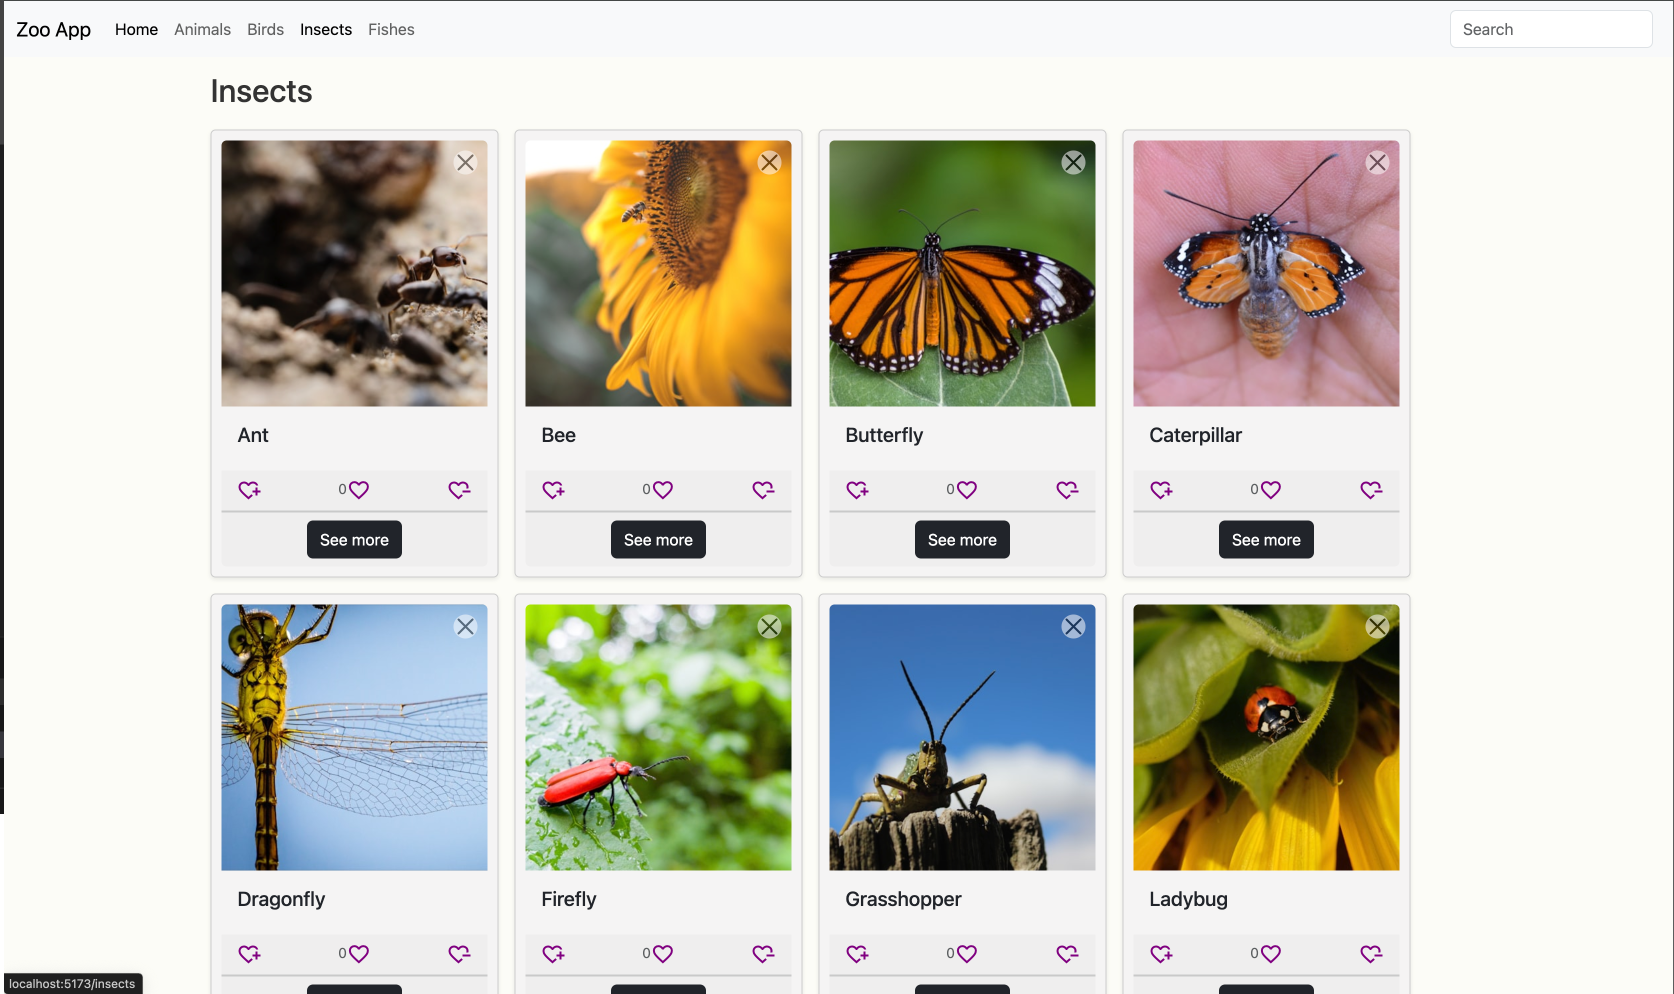 Zoo App Home Animals Birds Insects Fishes Search
Insects
Ant Bee Butterfly Caterpillar
0 0 0 0
See more See more See more See more
Dragonfly Firefly Grasshopper Ladybug
0 0 0 0
localhost:5173/insects